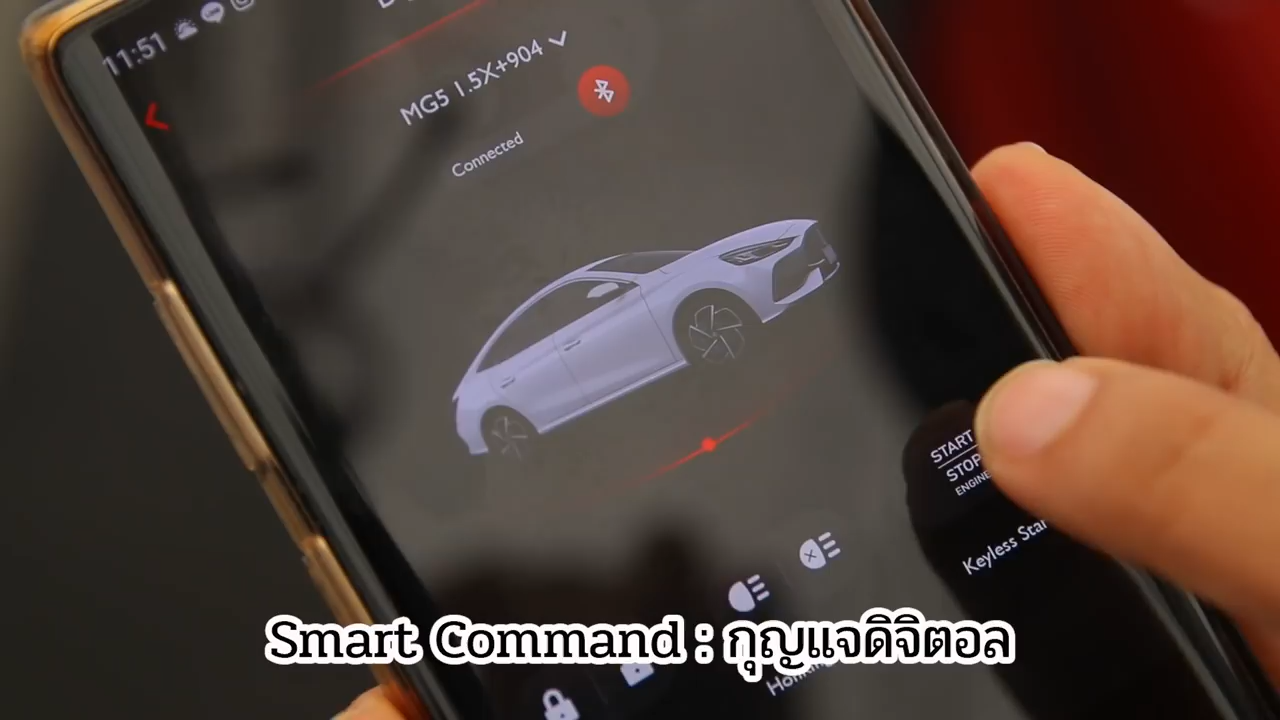 11:51
MG5 1.5X+904
Connected
START
STOP
ENGINE
Keyless Star
Smart Command : กุญแจดิจิตอล